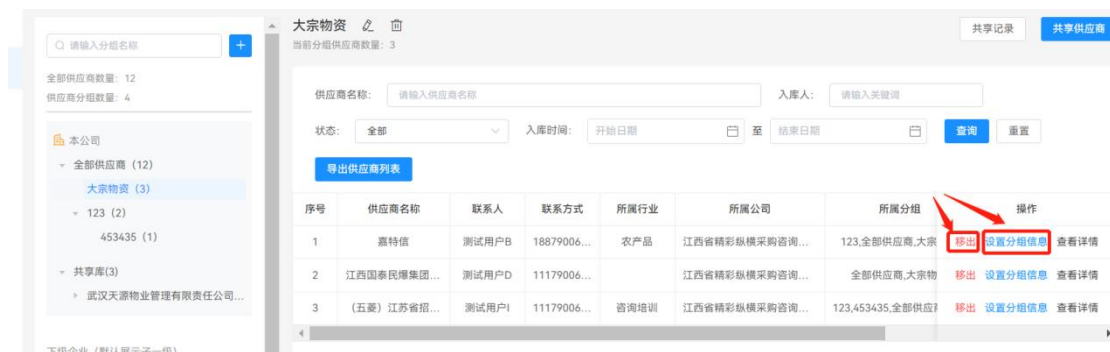 请输入分组名称
+
全部供应商数量：12
供应商分组数量：4
本公司
全部供应商（12）
大宗物资（3）
123（2）
453435（1）
共享库(3)
武汉天源物业管理有限责任公司...
下级企业（默认展示子一级）
大宗物资
当前分组供应商数量：3
共享记录 共享供应商
供应商名称: 请输入供应商名称 入库人: 请输入关键词
状态: 全部 入库时间: 开始日期 至 结束日期 查询 重置
导出供应商列表
序号 供应商名称 联系人 联系方式 所属行业 所属公司 所属分组 操作
1 嘉特信 测试用户B 18879006... 农产品 江西省精彩纵横采购咨询... 123,全部供应商,大宗 移出 设置分组信息 查看详情
2 江西国泰民爆集团... 测试用户D 11179006... 江西省精彩纵横采购咨询... 全部供应商,大宗物 移出 设置分组信息 查看详情
3 （五菱）江苏省招... 测试用户I 11179006... 咨询培训 江西省精彩纵横采购咨询... 123,453435,全部供应商 移出 设置分组信息 查看详情